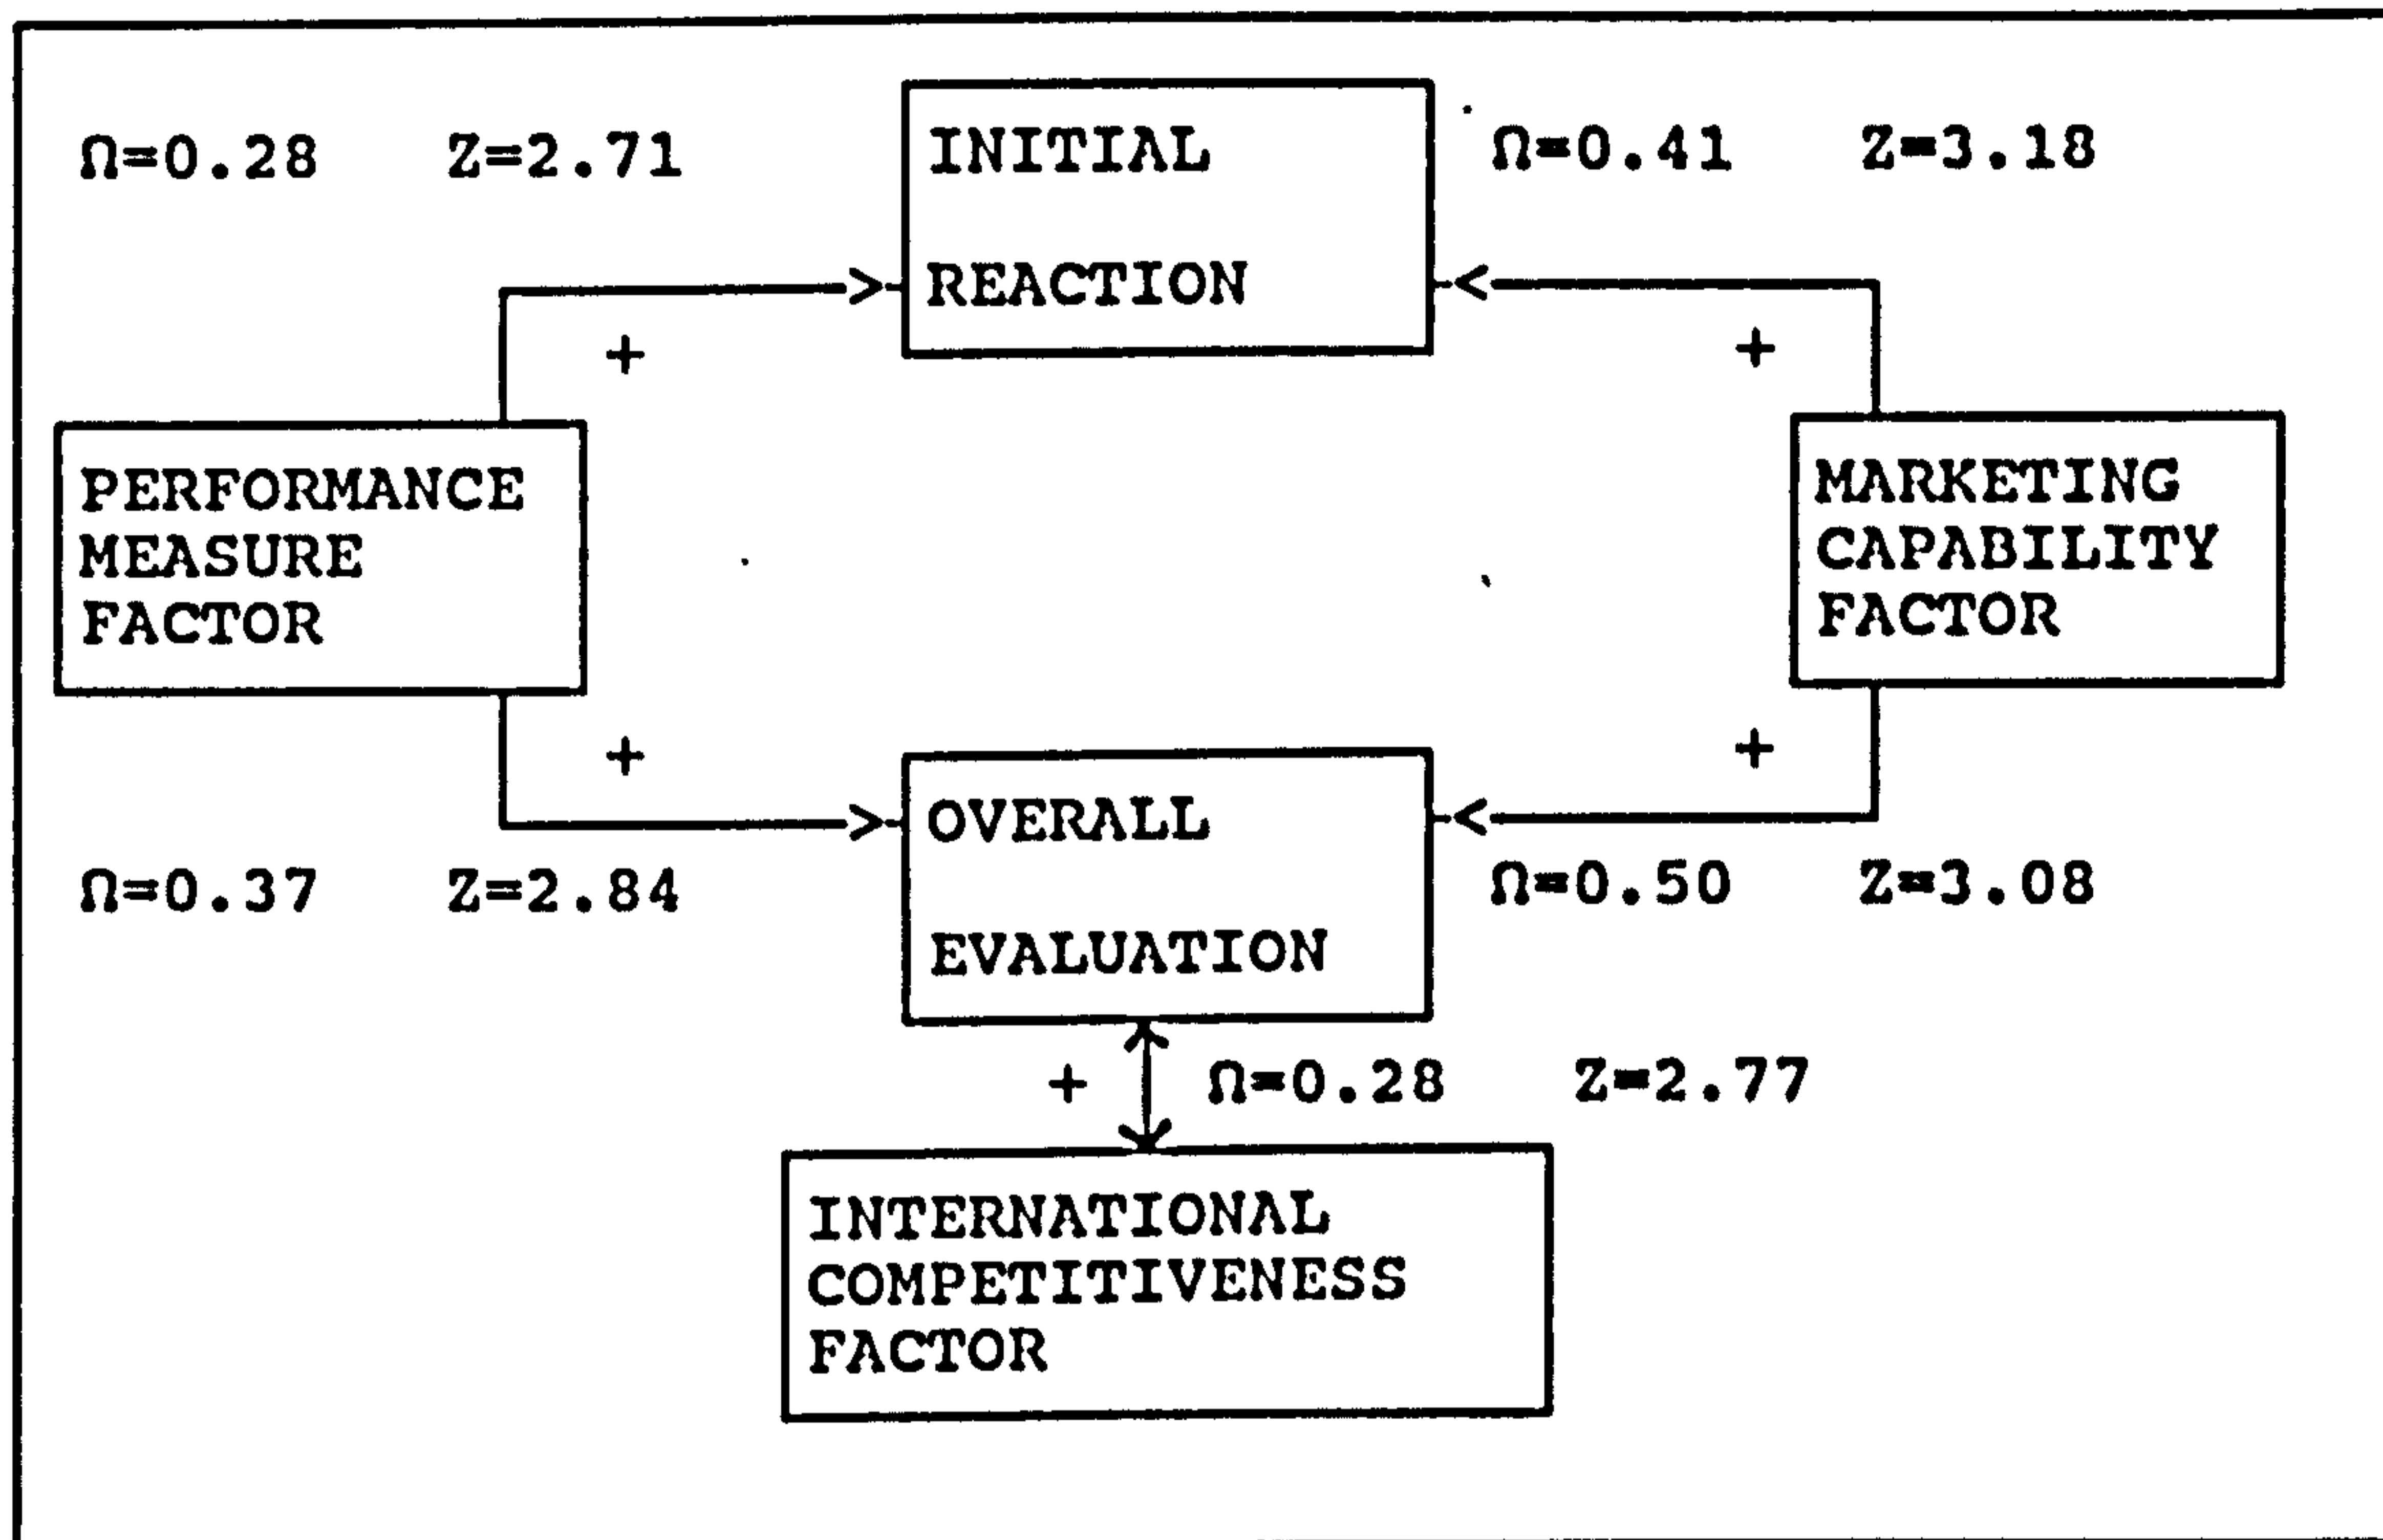 Ω=0.28 Z=2.71
INITIAL
REACTION
Ω=0.41 Z=3.18
+
+
PERFORMANCE
MEASURE
FACTOR
MARKETING
CAPABILITY
FACTOR
+
+
OVERALL
EVALUATION
Ω=0.37 Z=2.84
Ω=0.50 Z=3.08
+ Ω=0.28 Z=2.77
INTERNATIONAL
COMPETITIVENESS
FACTOR